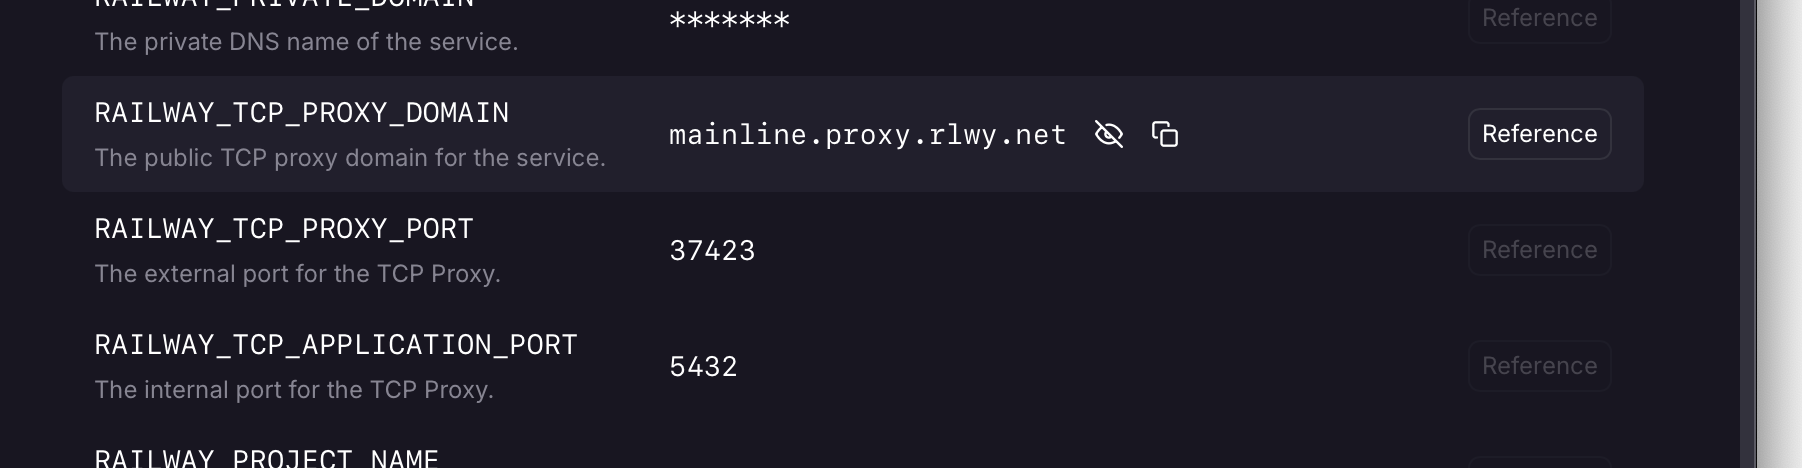 RAILWAY_PRIVATE_DOMAIN
The private DNS name of the service.
*******
Reference
RAILWAY_TCP_PROXY_DOMAIN
The public TCP proxy domain for the service.
mainline.proxy.rlwy.net
Reference
RAILWAY_TCP_PROXY_PORT
The external port for the TCP Proxy.
37423
Reference
RAILWAY_TCP_APPLICATION_PORT
The internal port for the TCP Proxy.
5432
Reference
RAILWAY_PROJECT_NAME